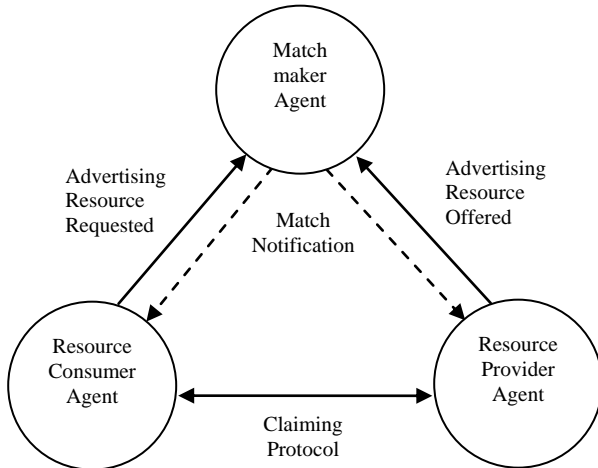 Match
maker
Agent
Advertising
Resource
Requested
Match
Notification
Advertising
Resource
Offered
Resource
Consumer
Agent
Resource
Provider
Agent
Claiming
Protocol